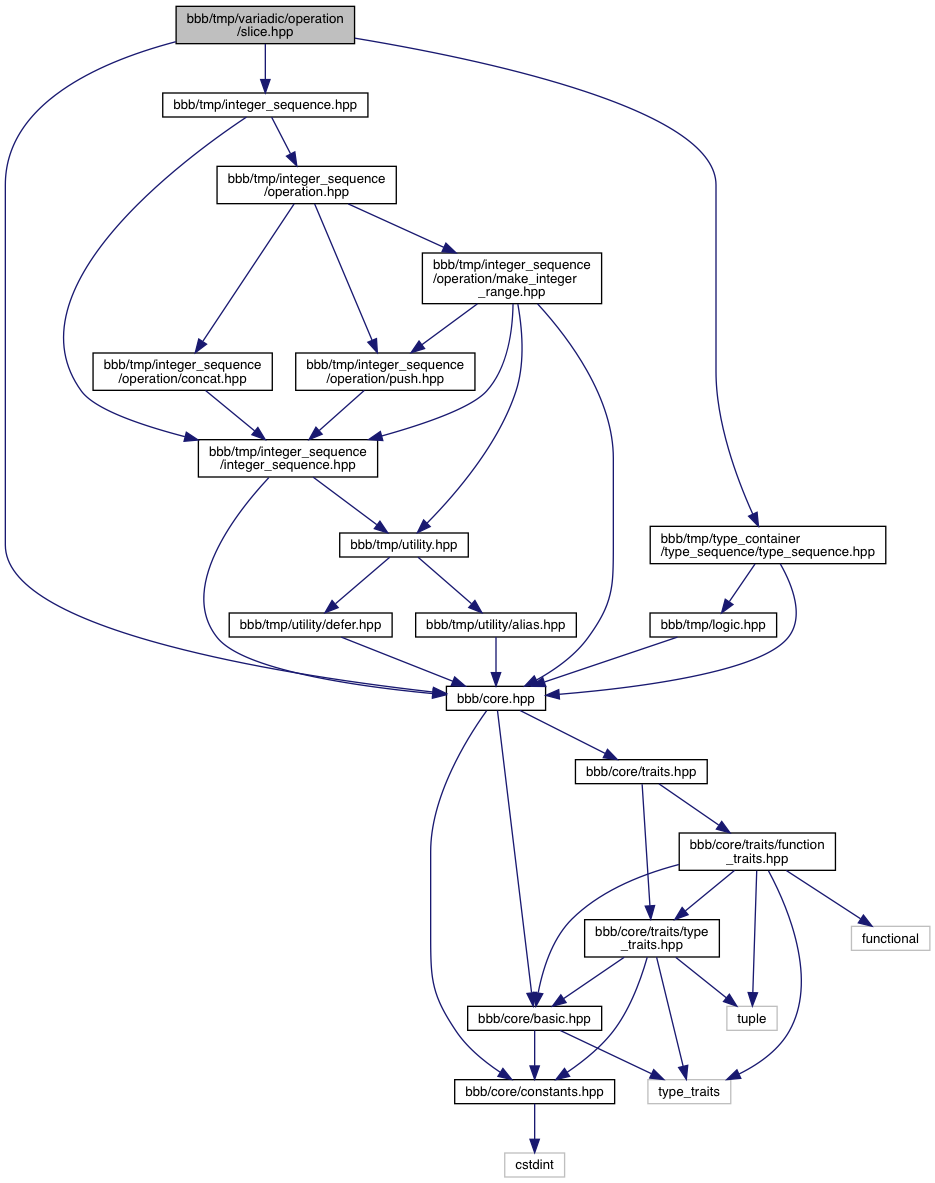 bbb/tmp/variadic/operation
/slice.hpp
bbb/tmp/integer_sequence.hpp
bbb/tmp/integer_sequence
/operation.hpp
bbb/tmp/integer_sequence
/operation/make_integer
_range.hpp
bbb/tmp/integer_sequence
/operation/concat.hpp
bbb/tmp/integer_sequence
/operation/push.hpp
bbb/tmp/integer_sequence
/integer_sequence.hpp
bbb/tmp/utility.hpp
bbb/tmp/type_container
/type_sequence/type_sequence.hpp
bbb/tmp/utility/defer.hpp
bbb/tmp/utility/alias.hpp
bbb/tmp/logic.hpp
bbb/core.hpp
bbb/core/traits.hpp
bbb/core/traits/function
_traits.hpp
bbb/core/traits/type
_traits.hpp
functional
bbb/core/basic.hpp
tuple
bbb/core/constants.hpp
type_traits
cstdint